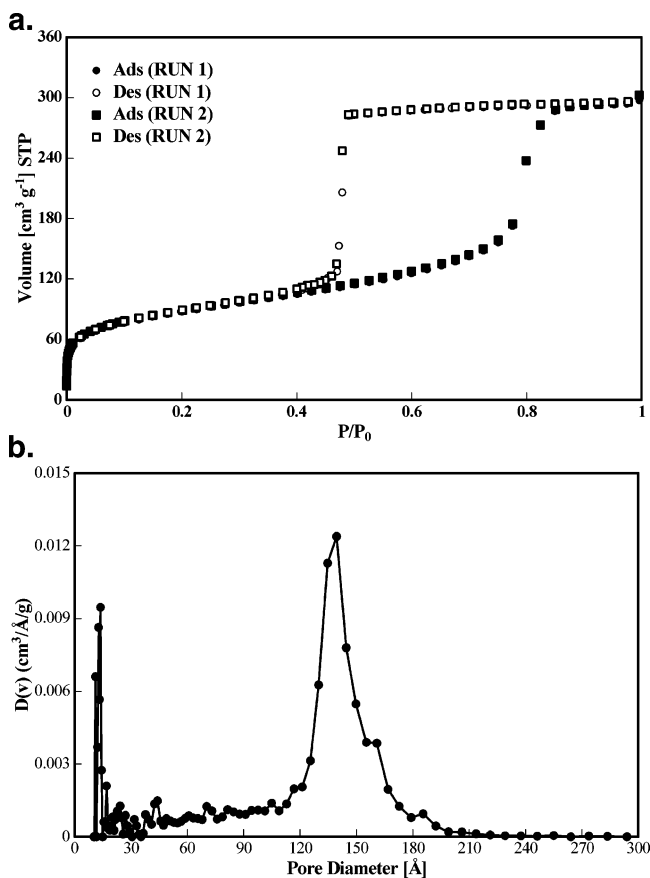 a.
360
300
240
180
120
60
0
Volume [cm³ g⁻¹] STP
Ads (RUN 1)
Des (RUN 1)
Ads (RUN 2)
Des (RUN 2)
0 0.2 0.4 0.6 0.8 1
P/P₀
b.
0.015
0.012
0.009
0.006
0.003
0
D(v) (cm³/Å/g)
0 30 60 90 120 150 180 210 240 270 300
Pore Diameter [Å]